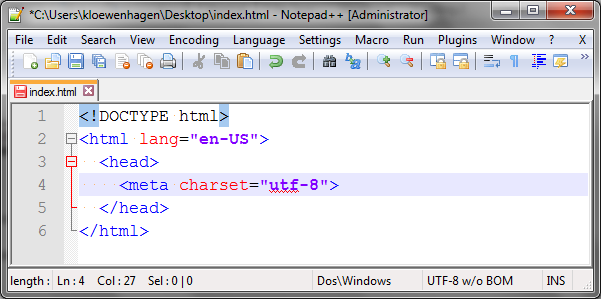 *C:\Users\kloewenhagen\Desktop\index.html - Notepad++ [Administrator]
File Edit Search View Encoding Language Settings Macro Run Plugins Window ? X
index.html
1 <!DOCTYPE html>
2 <html lang="en-US">
3 <head>
4 <meta charset="utf-8">
5 </head>
6 </html>
length : Ln : 4 Col : 27 Sel : 0 | 0 Dos\Windows UTF-8 w/o BOM INS